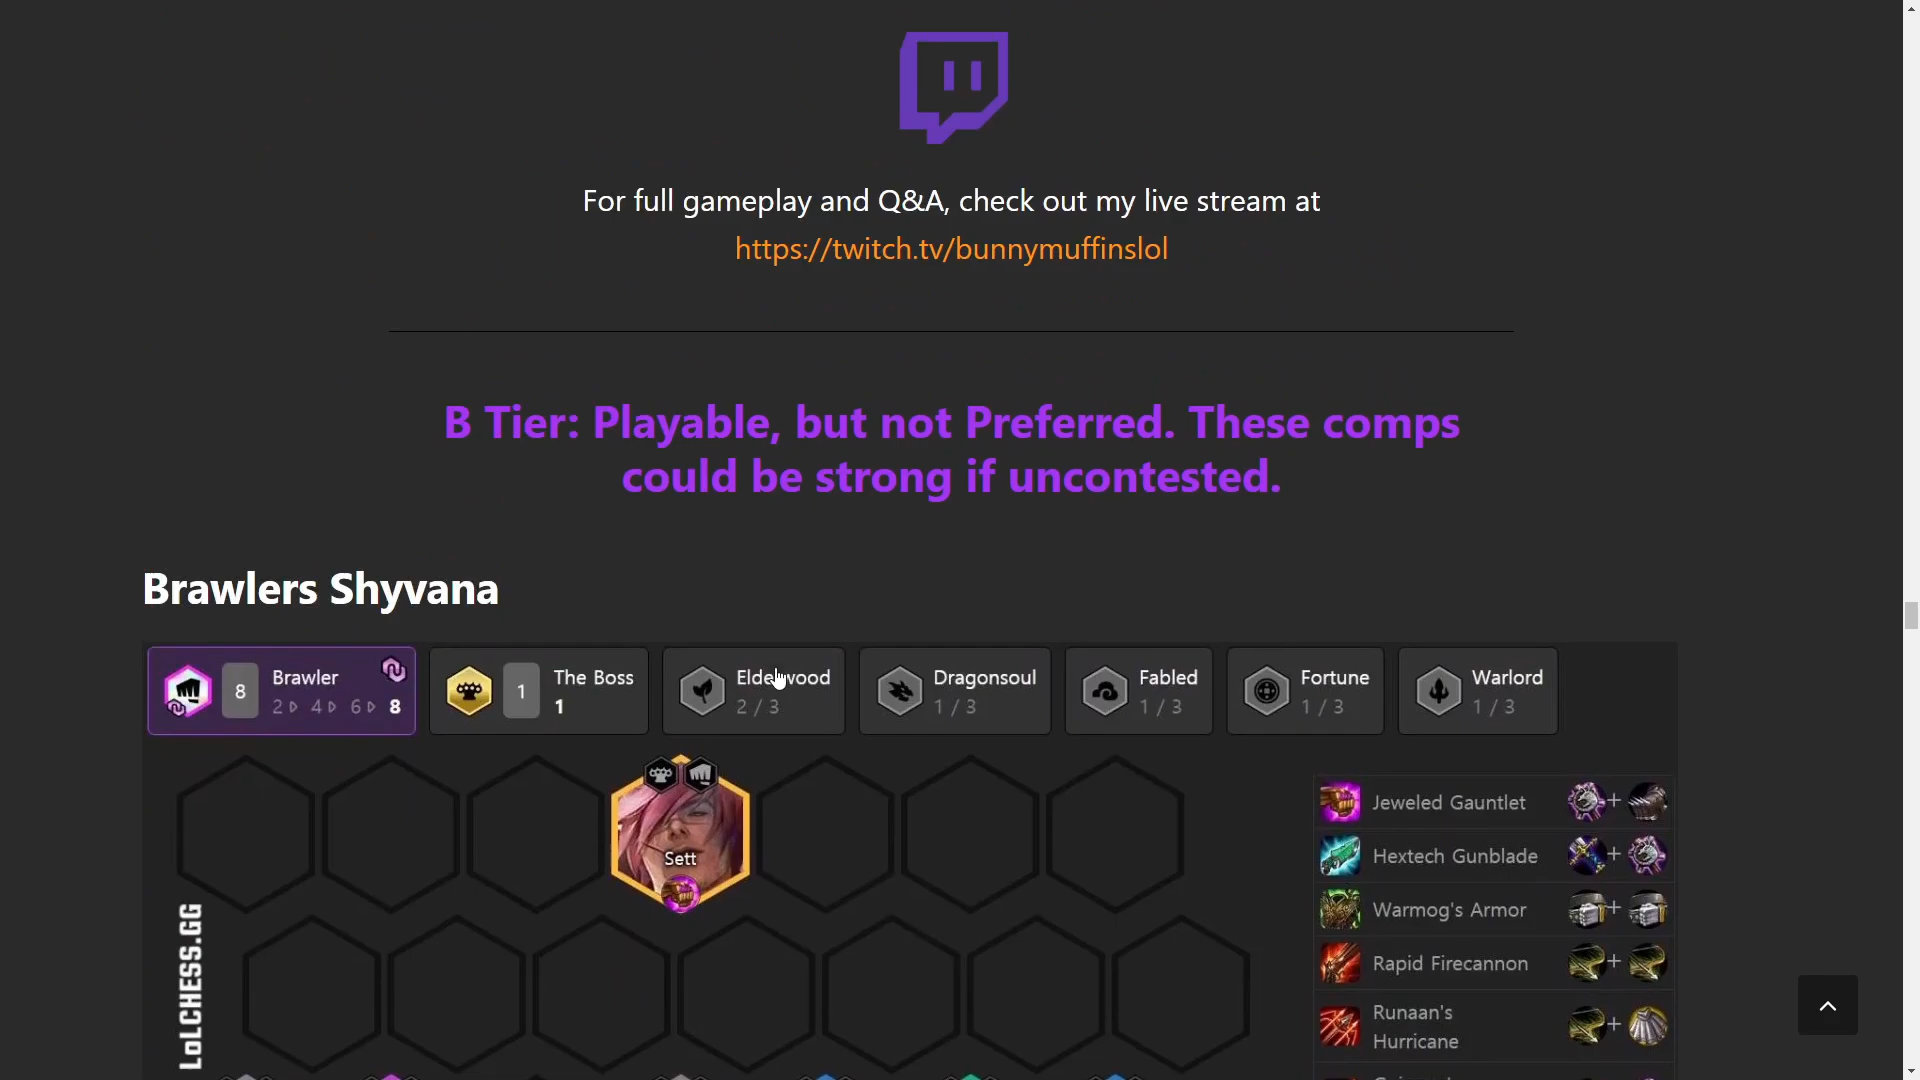 For full gameplay and Q&A, check out my live stream at
https://twitch.tv/bunnymuffinslol
B Tier: Playable, but not Preferred. These comps
could be strong if uncontested.
Brawlers Shyvana
8 Brawler 2 4 6 8
1 The Boss 1
Elderwood 2 / 3
Dragonsoul 1 / 3
Fabled 1 / 3
Fortune 1 / 3
Warlord 1 / 3
Sett
LoLCHESS.GG
Jeweled Gauntlet +
Hextech Gunblade +
Warmog's Armor +
Rapid Firecannon +
Runaan's
Hurricane +